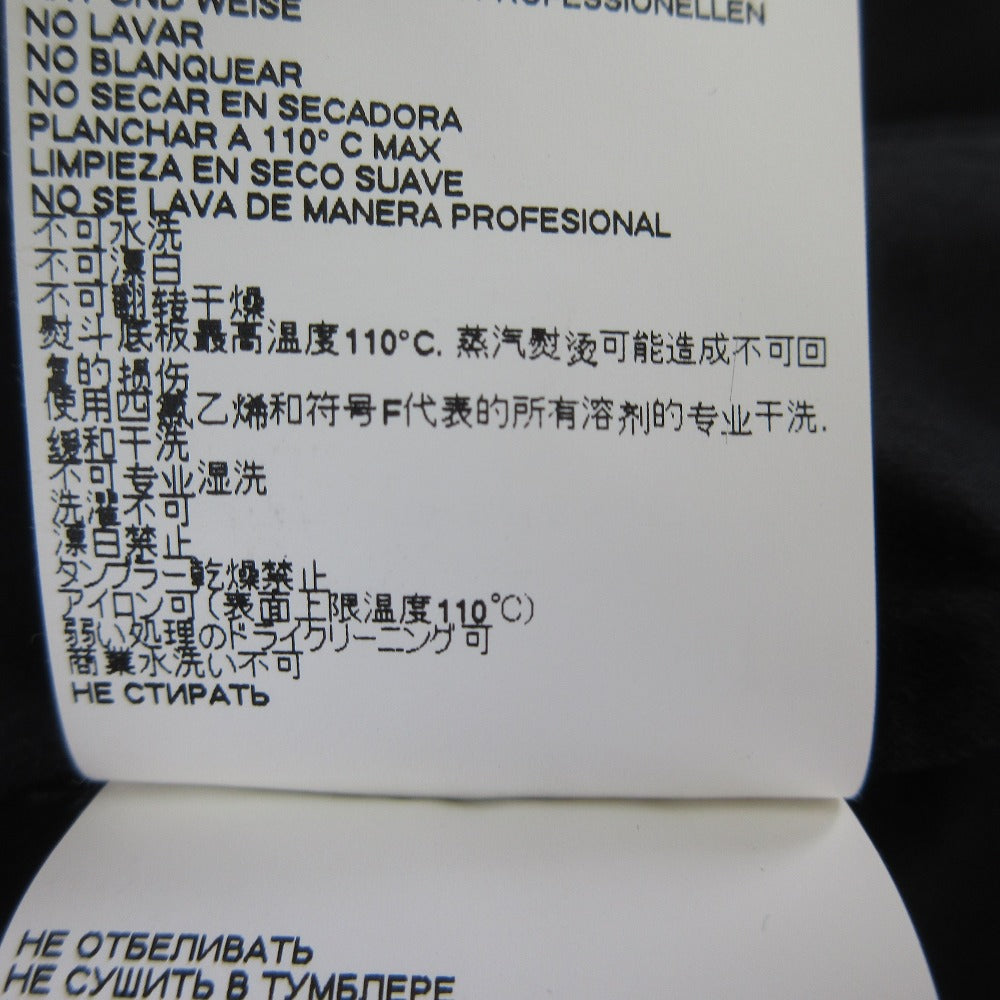 UND WEISE PROFESSIONELLEN
NO LAVAR
NO BLANQUEAR
NO SECAR EN SECADORA
PLANCHAR A 110° C MAX
LIMPIEZA EN SECO SUAVE
NO SE LAVA DE MANERA PROFESIONAL
不可水洗
不可漂白
不可翻转干燥
熨斗底板最高温度110°C. 蒸汽熨烫可能造成不可回
复的损伤
使用四氯乙烯和符号F代表的所有溶剂的专业干洗.
缓和干洗
不可专业湿洗
洗濯不可
漂白禁止
タンブラー乾燥禁止
アイロン可(表面上限温度110℃)
弱い処理のドライクリーニング可
商業水洗い不可
НЕ СТИРАТЬ
НЕ ОТБЕЛИВАТЬ
НЕ СУШИТЬ В ТУМБЛЕРЕ